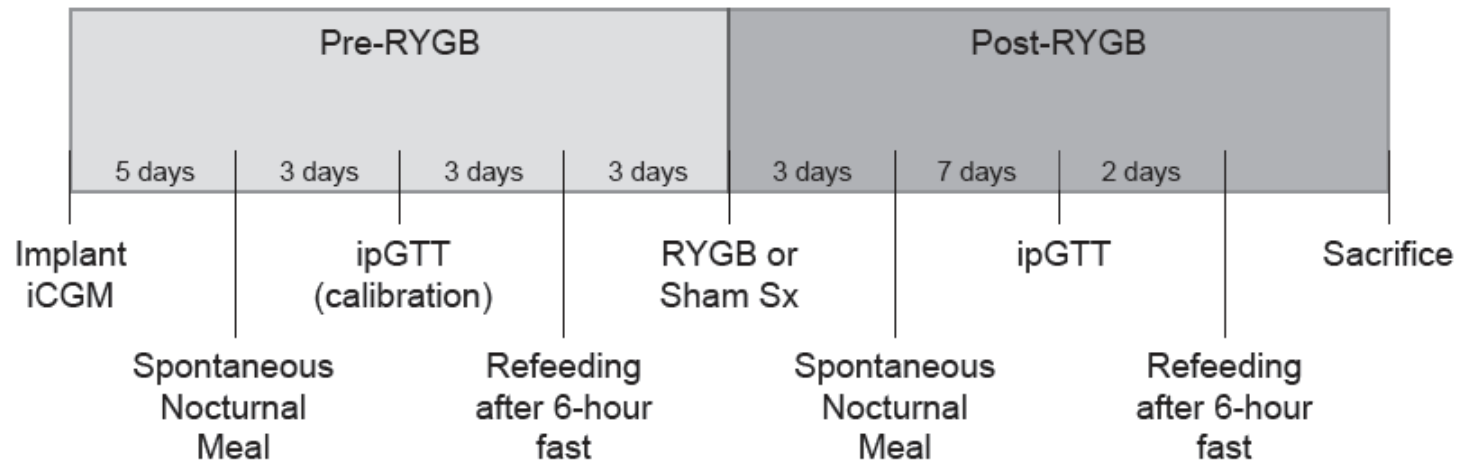 Pre-RYGB
Post-RYGB
5 days
3 days
3 days
3 days
3 days
7 days
2 days
Implant
iCGM
ipGTT
(calibration)
RYGB or
Sham Sx
ipGTT
Sacrifice
Spontaneous
Nocturnal
Meal
Refeeding
after 6-hour
fast
Spontaneous
Nocturnal
Meal
Refeeding
after 6-hour
fast